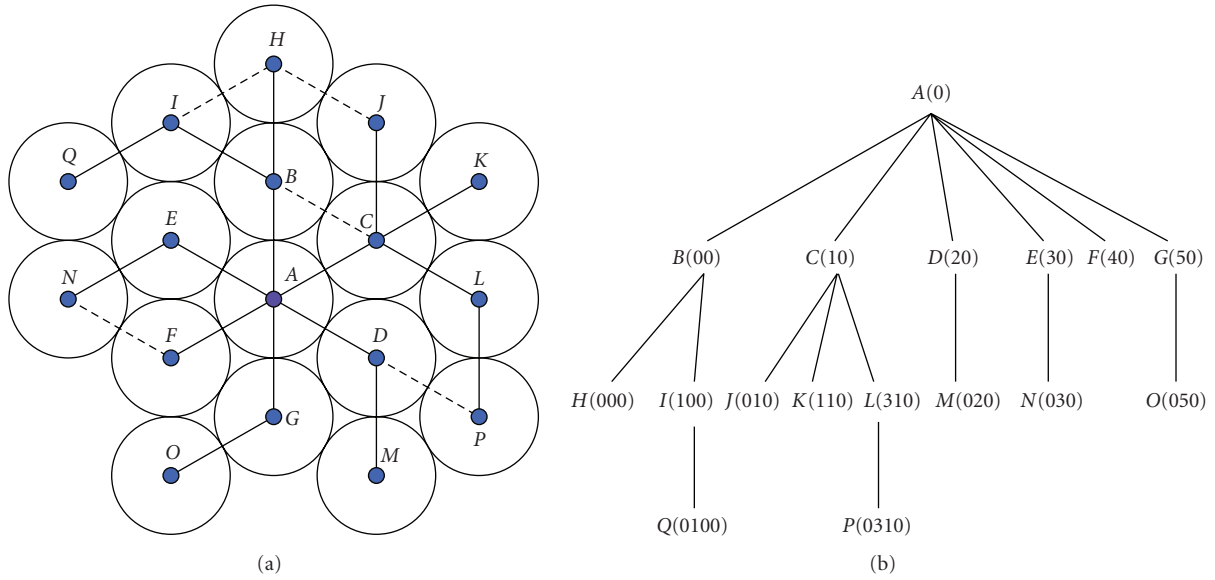 H
I
J
Q
K
B
E
C
N
A
L
F
D
G
O
M
P
(a)
A(0)
B(00) C(10) D(20) E(30) F(40) G(50)
H(000) I(100) J(010) K(110) L(310) M(020) N(030) O(050)
Q(0100) P(0310)
(b)